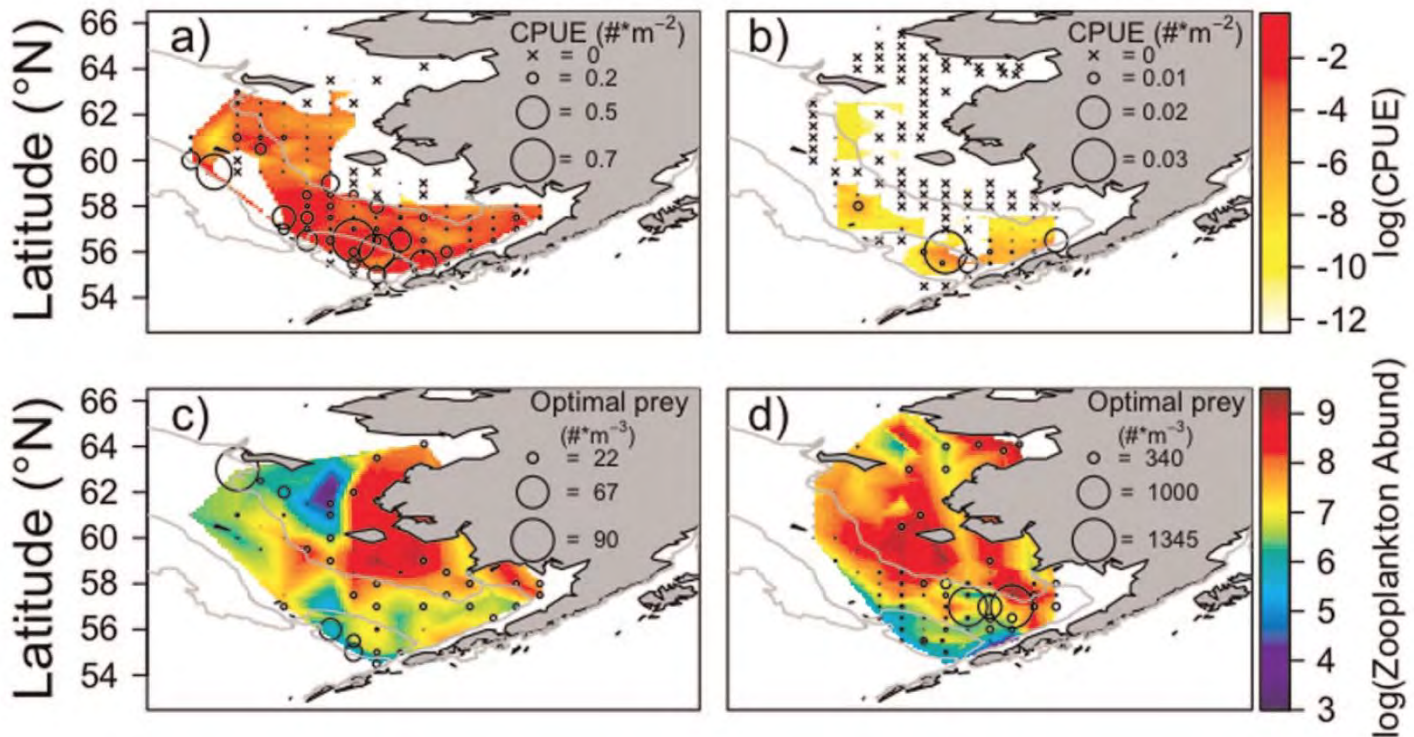 a)
CPUE (#*m⁻²)
× = 0
= 0.2
= 0.5
= 0.7
b)
CPUE (#*m⁻²)
× = 0
= 0.01
= 0.02
= 0.03
Latitude (°N)
66
64
62
60
58
56
54
-2
-4
-6
-8
-10
-12
log(CPUE)
c)
Optimal prey
(#*m⁻³)
= 22
= 67
= 90
d)
Optimal prey
(#*m⁻³)
= 340
= 1000
= 1345
Latitude (°N)
66
64
62
60
58
56
54
9
8
7
6
5
4
3
log(Zooplankton Abund)